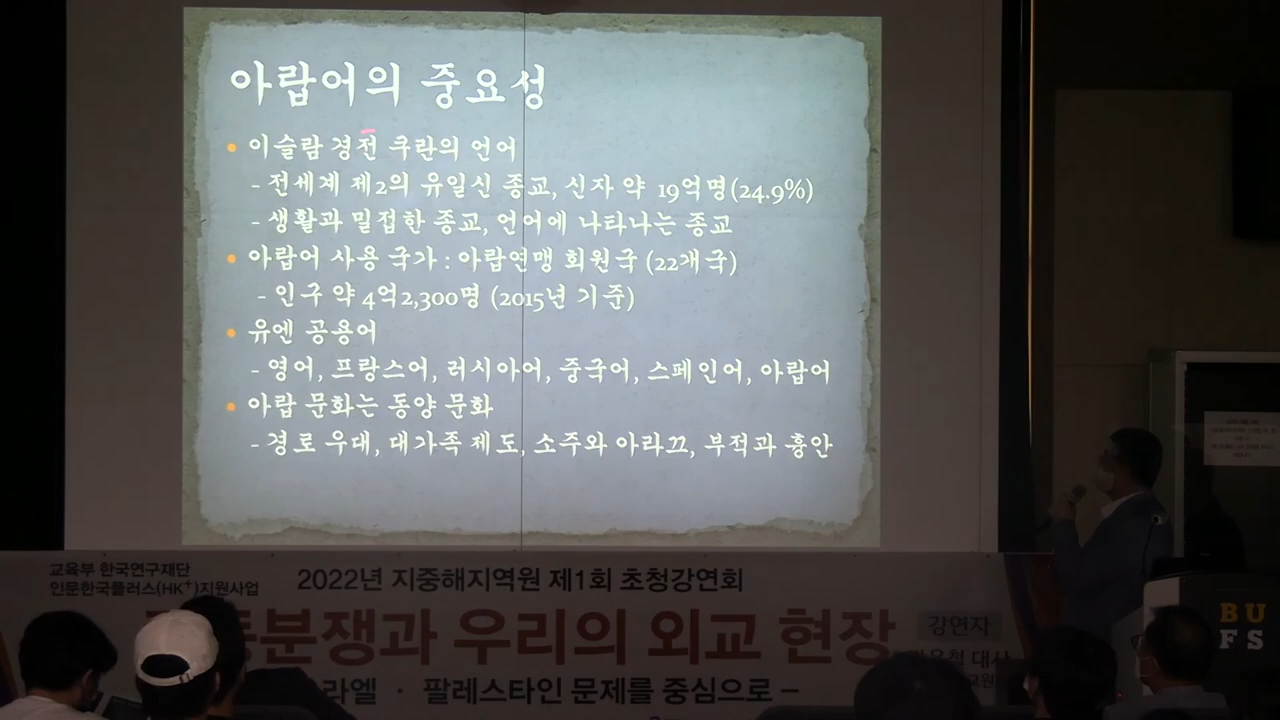 아랍어의 중요성
• 이슬람 경전 쿠란의 언어
- 전세계 제2의 유일신 종교, 신자 약 19억명(24.9%)
- 생활과 밀접한 종교, 언어에 나타나는 종교
• 아랍어 사용 국가 : 아랍연맹 회원국 (22개국)
- 인구 약 4억2,300명 (2015년 기준)
• 유엔 공용어
- 영어, 프랑스어, 러시아어, 중국어, 스페인어, 아랍어
• 아랍 문화는 동양 문화
- 경로 우대, 대가족 제도, 소주와 아라끄, 부적과 흉안
교육부 한국연구재단
인문한국플러스(HK+)지원사업
2022년 지중해지역원 제1회 초청강연회
분쟁과 우리의 외교 현장
강연자
대사
라엘 · 팔레스타인 문제를 중심으로 –
BU
FS